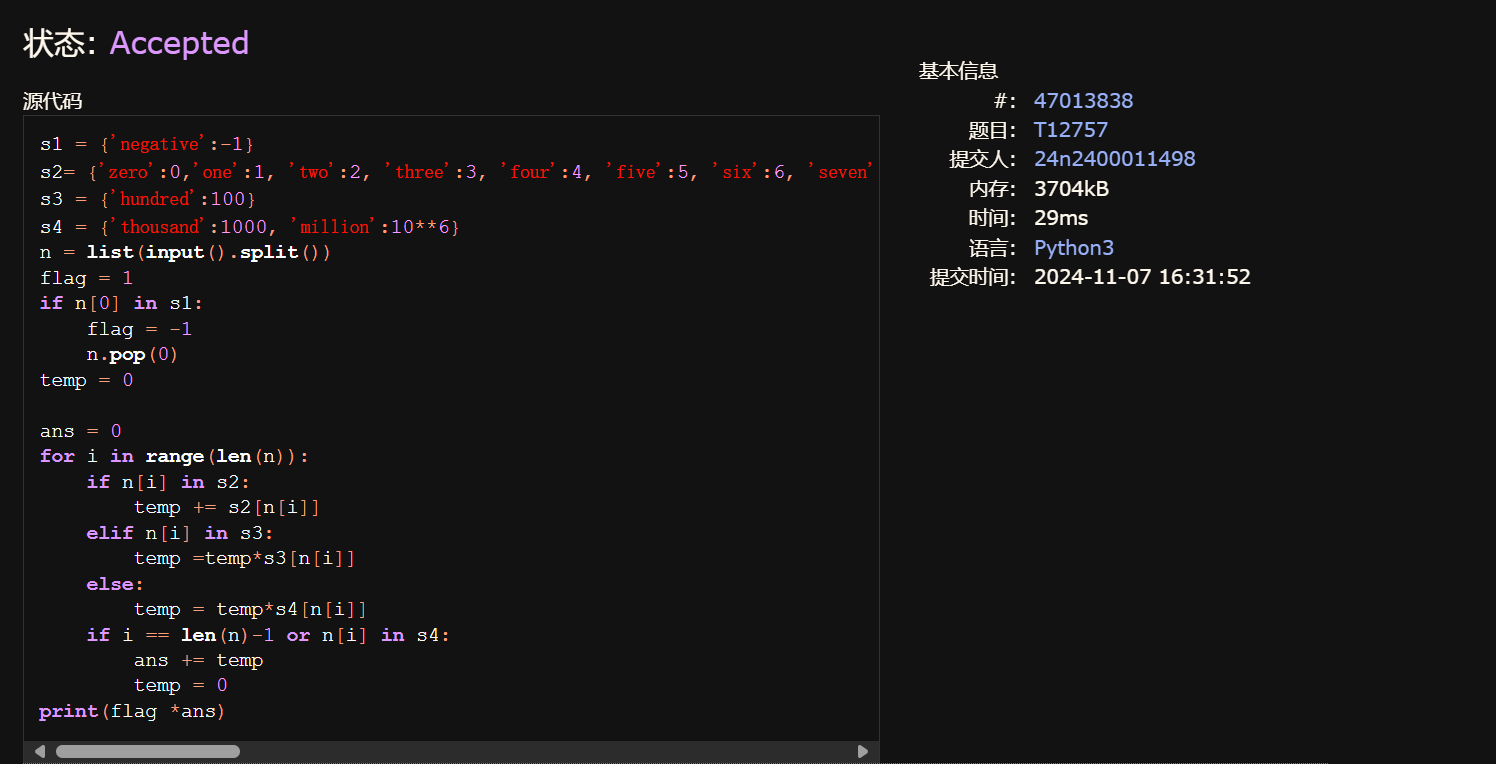 状态: Accepted
源代码
s1 = {'negative':-1}
s2= {'zero':0,'one':1, 'two':2, 'three':3, 'four':4, 'five':5, 'six':6, 'seven'
s3 = {'hundred':100}
s4 = {'thousand':1000, 'million':10**6}
n = list(input().split())
flag = 1
if n[0] in s1:
    flag = -1
    n.pop(0)
temp = 0

ans = 0
for i in range(len(n)):
    if n[i] in s2:
        temp += s2[n[i]]
    elif n[i] in s3:
        temp =temp*s3[n[i]]
    else:
        temp = temp*s4[n[i]]
    if i == len(n)-1 or n[i] in s4:
        ans += temp
        temp = 0
print(flag *ans)
基本信息
#: 47013838
题目: T12757
提交人: 24n2400011498
内存: 3704kB
时间: 29ms
语言: Python3
提交时间: 2024-11-07 16:31:52